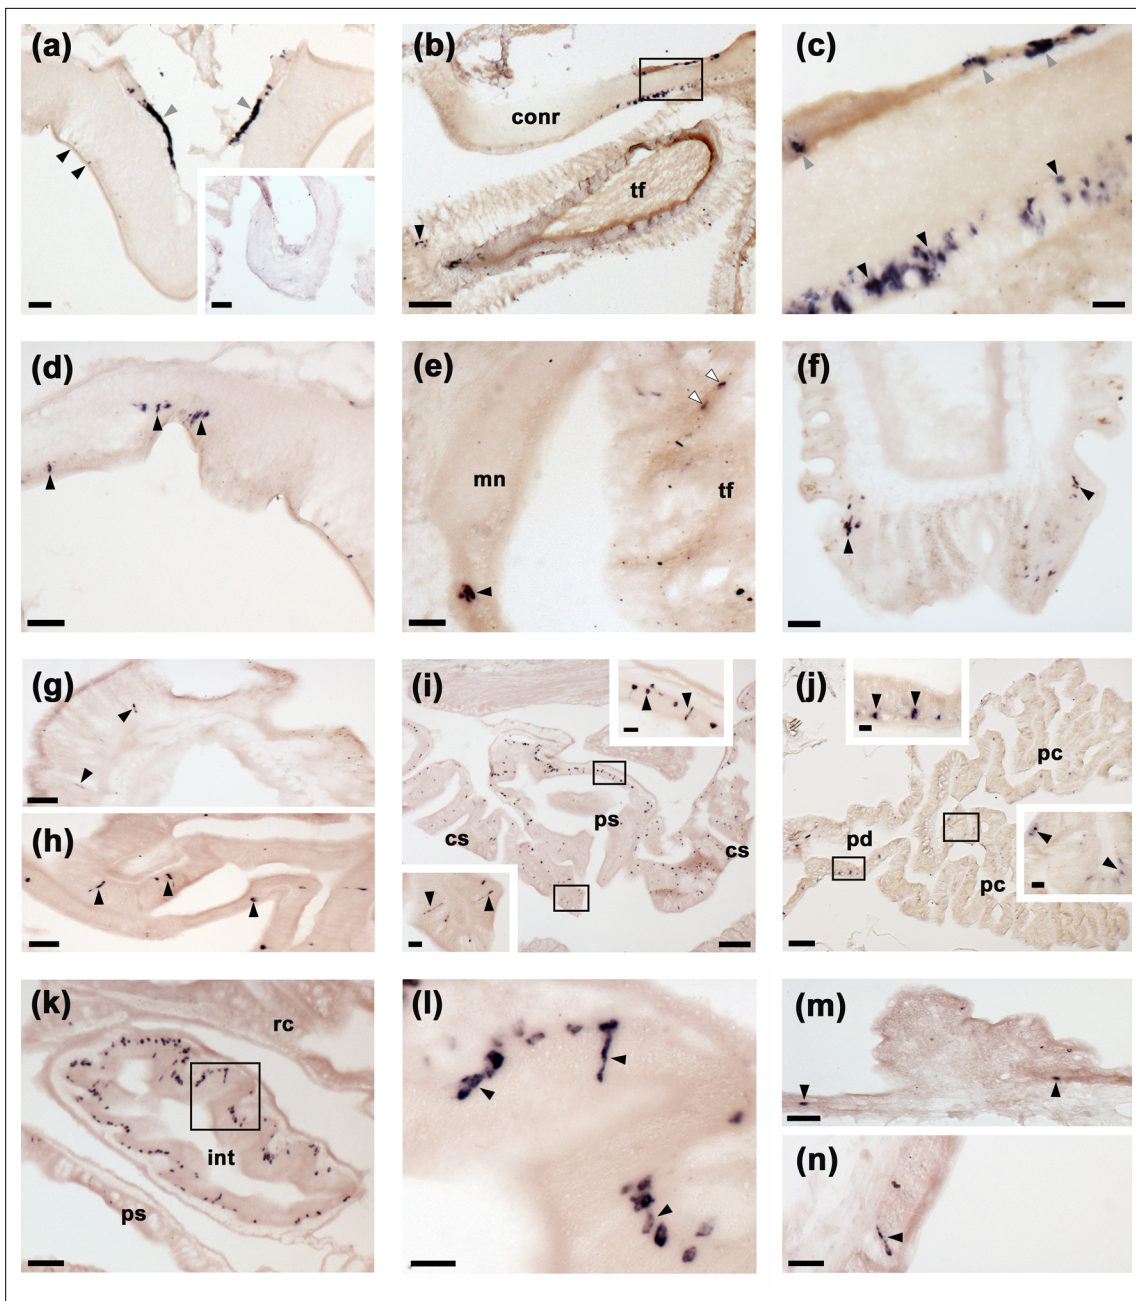 (a)
(b)
conr
tf
(c)
(d)
(e)
mn
tf
(f)
(g)
(h)
(i)
cs
ps
cs
(j)
pc
pd
pc
(k)
rc
int
ps
(l)
(m)
(n)